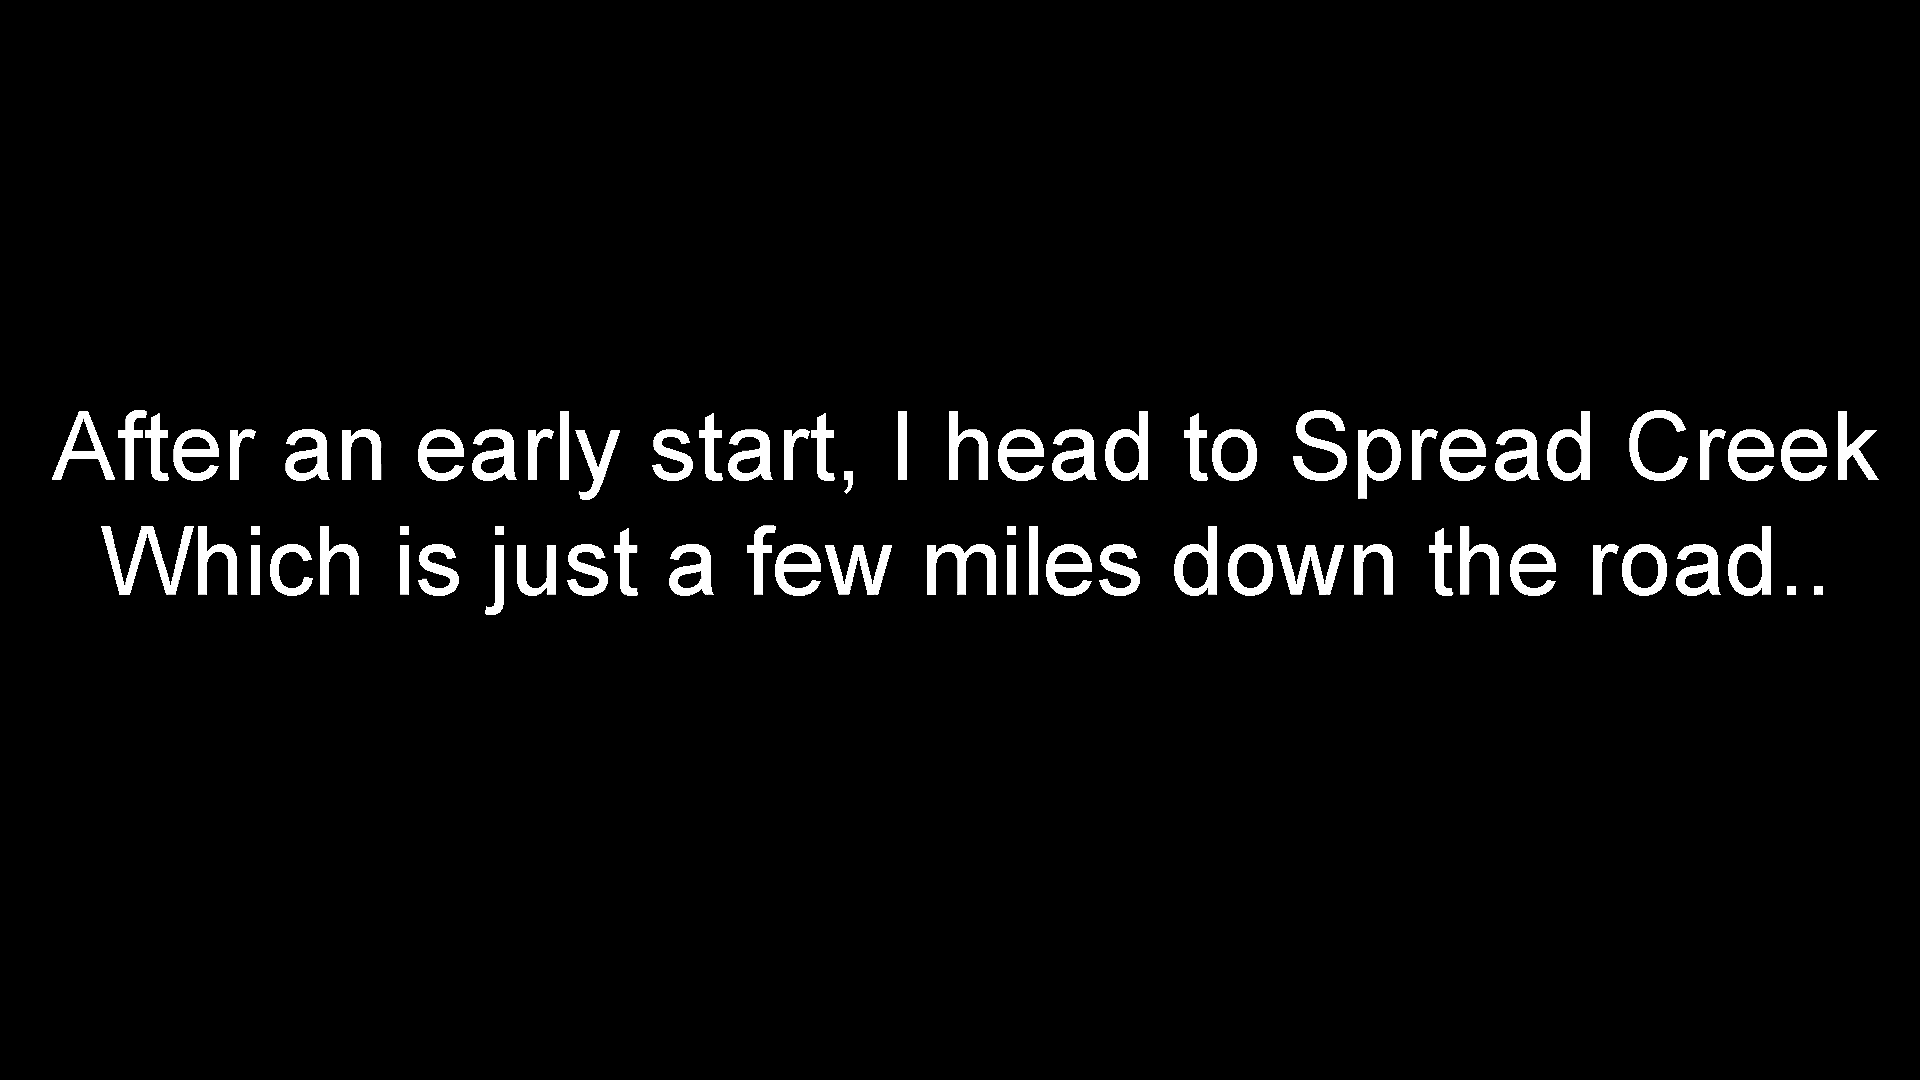 After an early start, I head to Spread Creek
Which is just a few miles down the road..